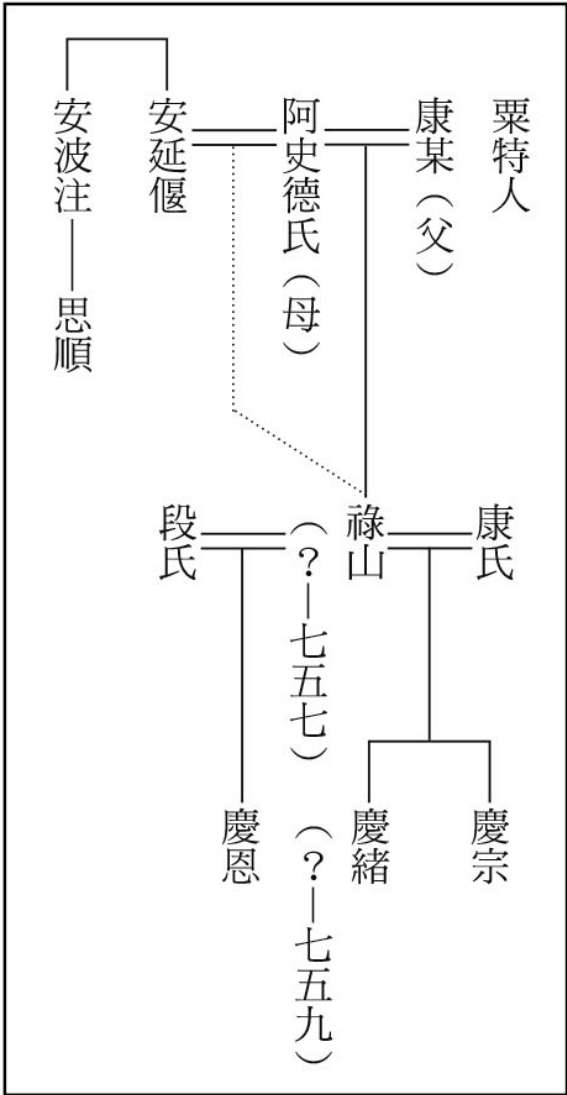 粟特人
康某（父）
阿史德氏（母）
安延偃
安波注—思順
康氏
祿山
（？—七五七）
段氏
慶宗
慶緒
（？—七五九）
慶恩